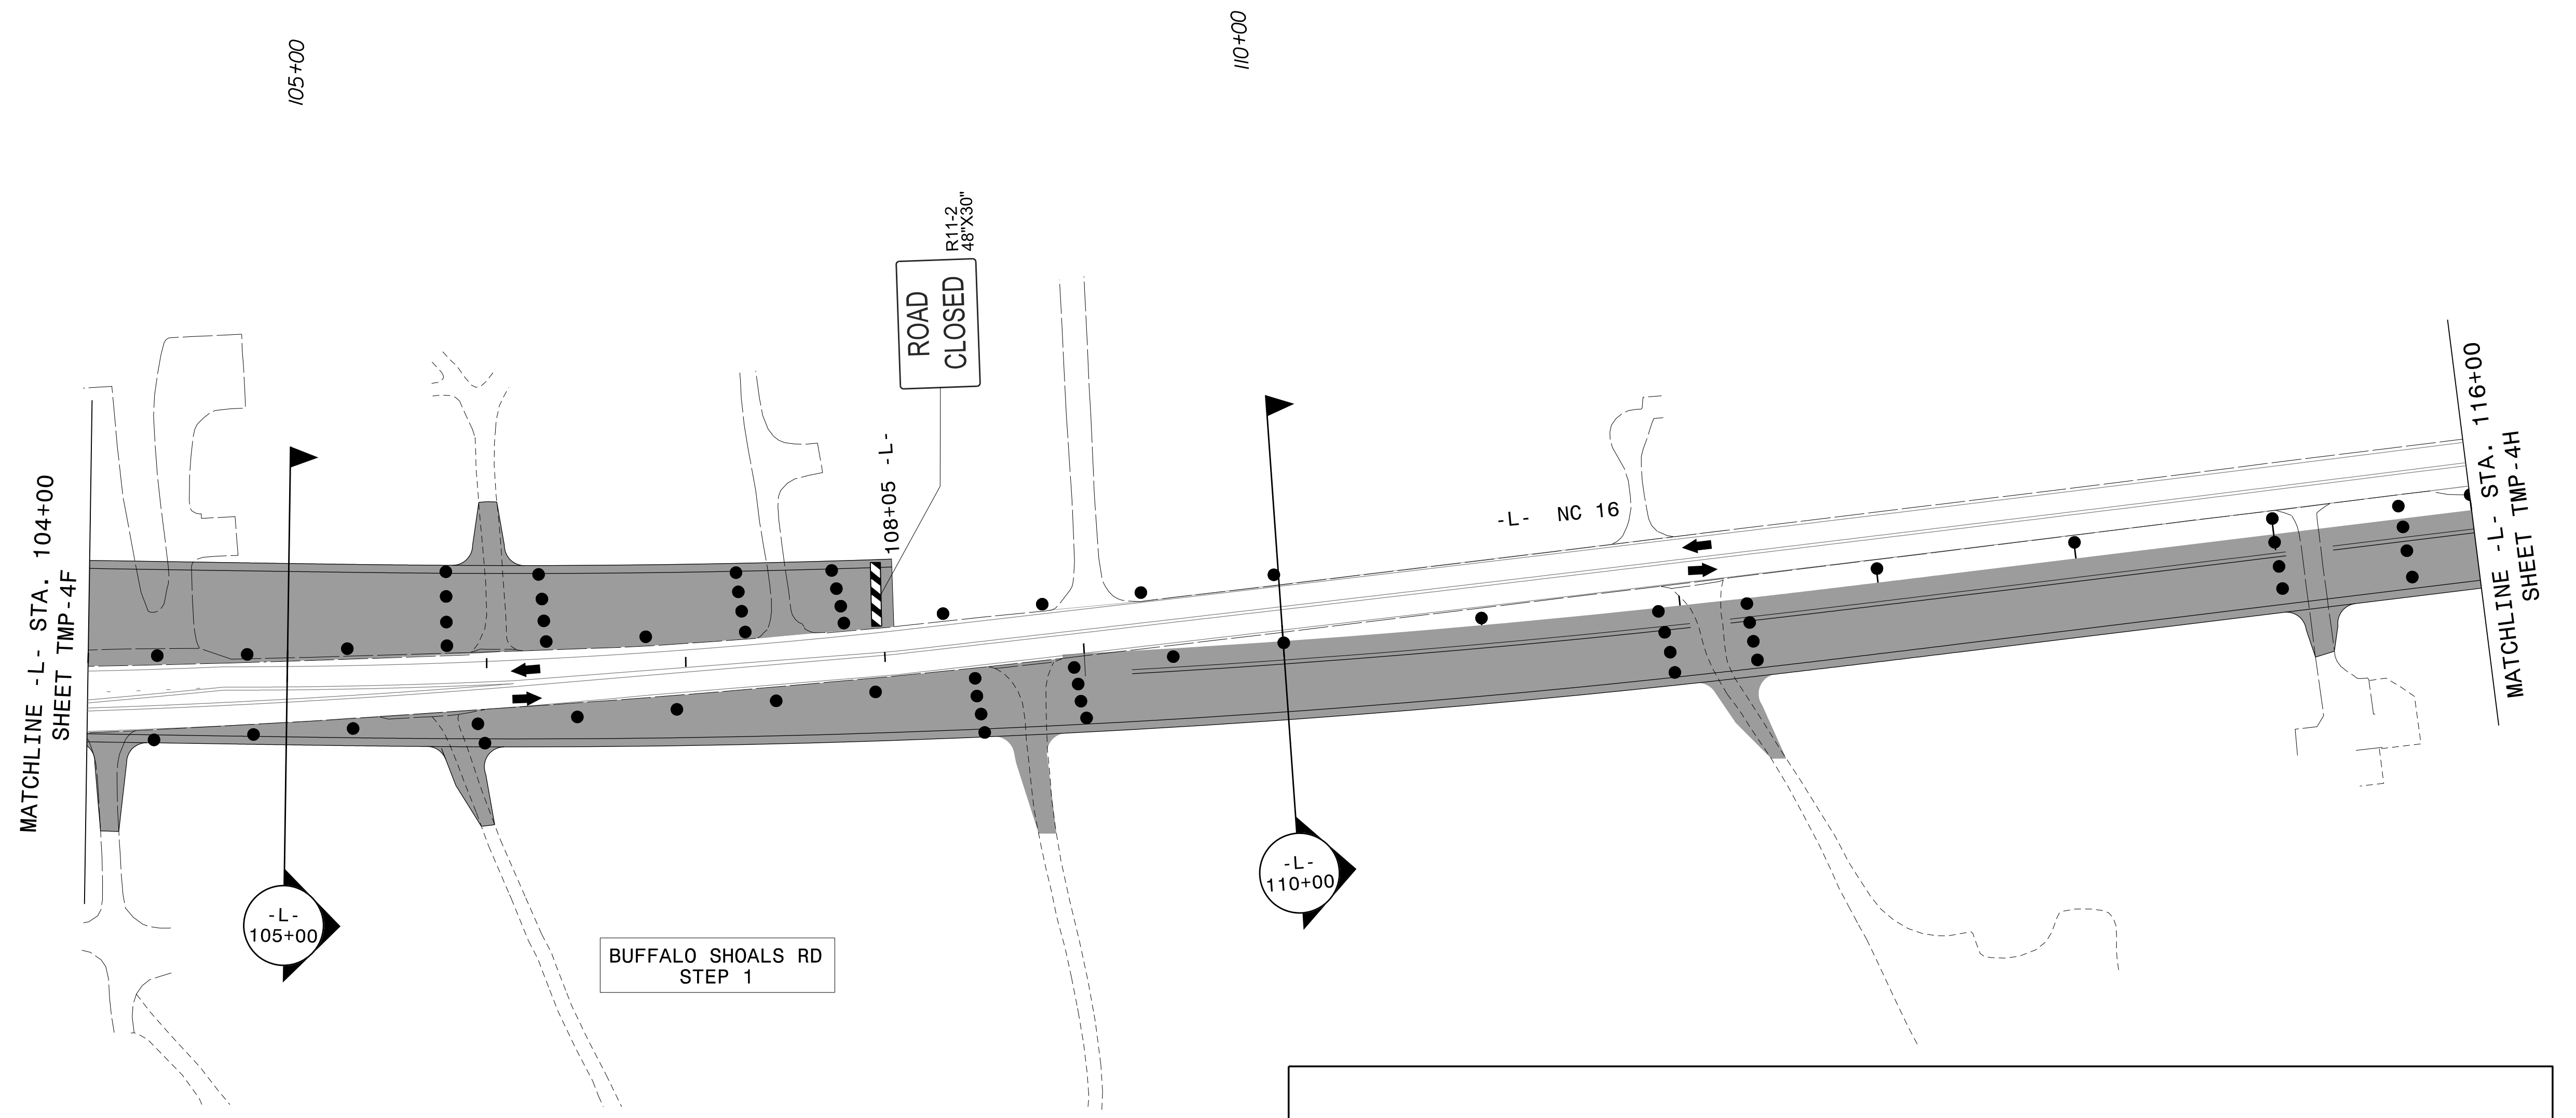 105+00
110+00
R11-2
48"X30"
ROAD
CLOSED
108+05 -L-
MATCHLINE -L- STA. 104+00
SHEET TMP-4F
-L- NC 16
MATCHLINE -L- STA. 116+00
SHEET TMP-4H
-L-
105+00
-L-
110+00
BUFFALO SHOALS RD
STEP 1